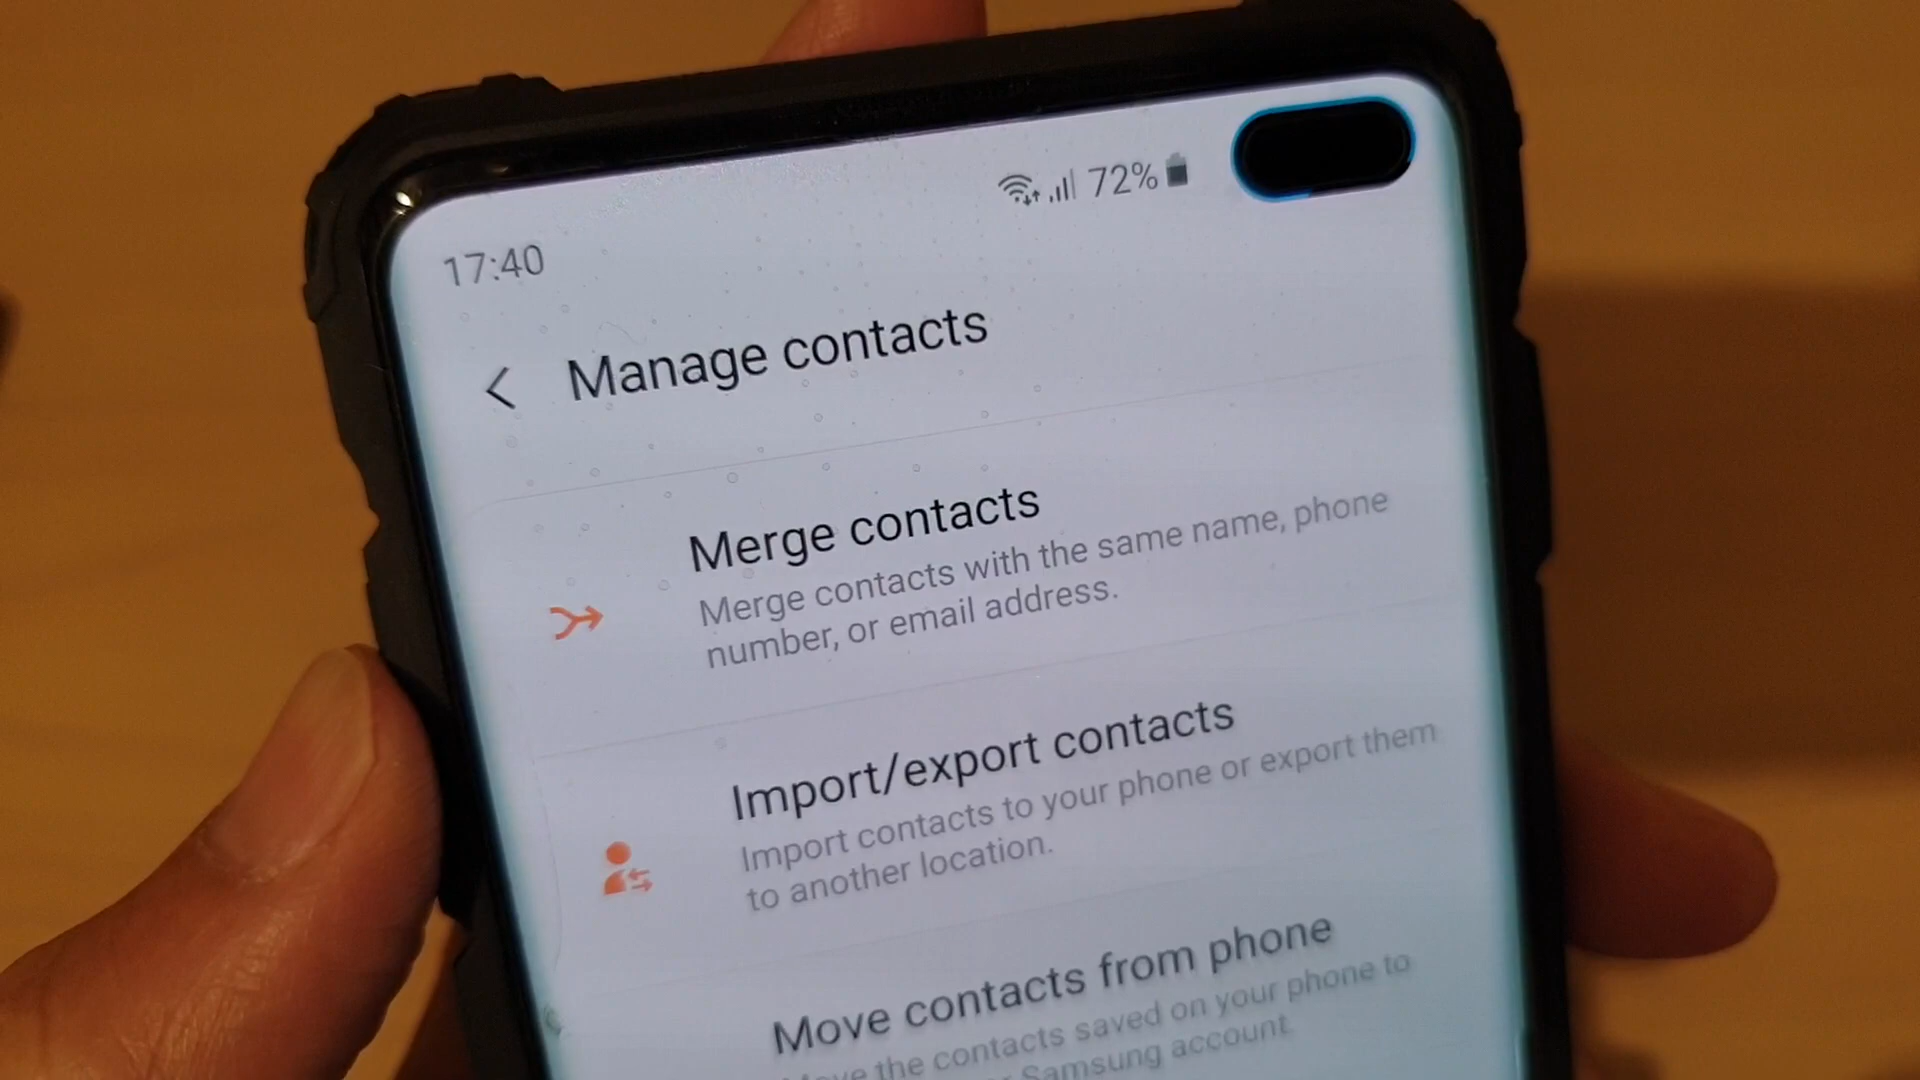 17:40
72%
Manage contacts
Merge contacts
Merge contacts with the same name, phone
number, or email address.
Import/export contacts
Import contacts to your phone or export them
to another location.
Move contacts from phone
the contacts saved on your phone to
Samsung account.